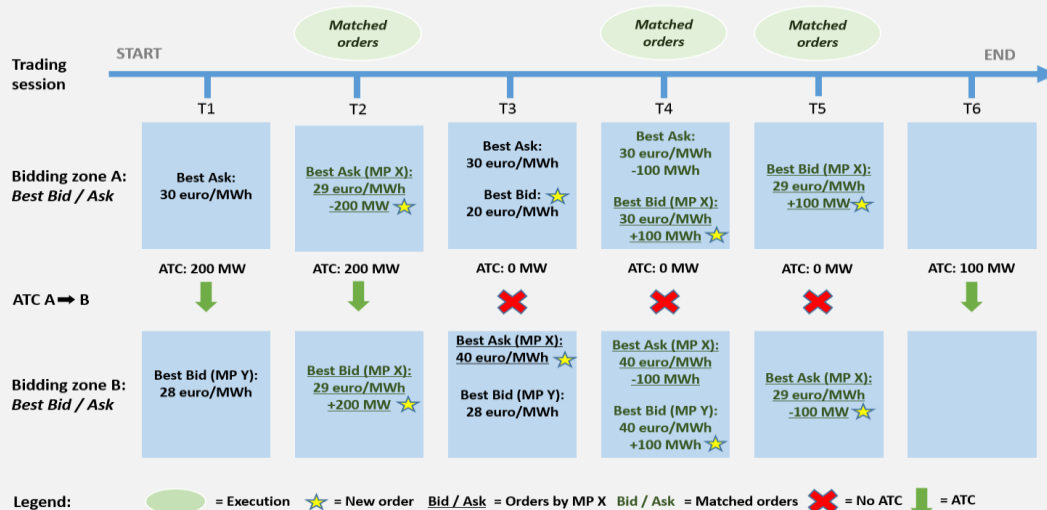 Matched
orders
Matched
orders
Matched
orders
START
END
Trading
session
T1
T2
T3
T4
T5
T6
Bidding zone A:
Best Bid / Ask
Best Ask:
30 euro/MWh
Best Ask (MP X):
29 euro/MWh
-200 MW
Best Ask:
30 euro/MWh
Best Bid:
20 euro/MWh
Best Ask:
30 euro/MWh
-100 MWh
Best Bid (MP X):
30 euro/MWh
+100 MWh
Best Bid (MP X):
29 euro/MWh
+100 MW
ATC: 200 MW
ATC: 200 MW
ATC: 0 MW
ATC: 0 MW
ATC: 0 MW
ATC: 100 MW
ATC A ➡ B
Bidding zone B:
Best Bid / Ask
Best Bid (MP Y):
28 euro/MWh
Best Bid (MP X):
29 euro/MWh
+200 MW
Best Ask (MP X):
40 euro/MWh
Best Bid (MP Y):
28 euro/MWh
Best Ask (MP X):
40 euro/MWh
-100 MWh
Best Bid (MP Y):
40 euro/MWh
+100 MWh
Best Ask (MP X):
29 euro/MWh
-100 MW
Legend:
= Execution
= New order
Bid / Ask = Orders by MP X
Bid / Ask = Matched orders
= No ATC
= ATC